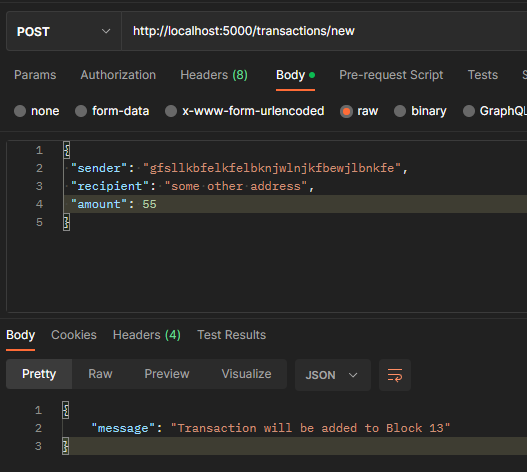 POST http://localhost:5000/transactions/new
Params Authorization Headers (8) Body Pre-request Script Tests S
none form-data x-www-form-urlencoded raw binary GraphQL
1 {
2 "sender": "gfsllkbfelkfelbknjwlnjkfbewjlbnkfe",
3 "recipient": "some other address",
4 "amount": 55
5 }
Body Cookies Headers (4) Test Results
Pretty Raw Preview Visualize JSON
1 {
2 "message": "Transaction will be added to Block 13"
3 }